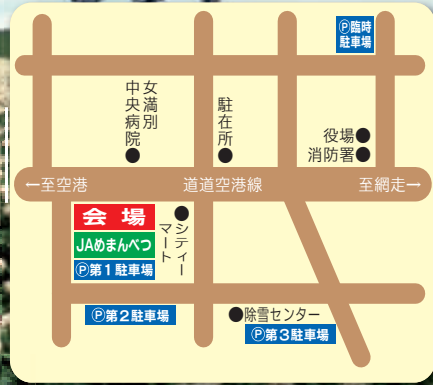 Ⓟ臨時
駐車場
女満別
中央病院
駐在所
役場●
消防署●
←至空港
道道空港線
至網走→
会場
JAめまんべつ
Ⓟ第1駐車場
シティー
マート
Ⓟ第2駐車場
●除雪センター
Ⓟ第3駐車場